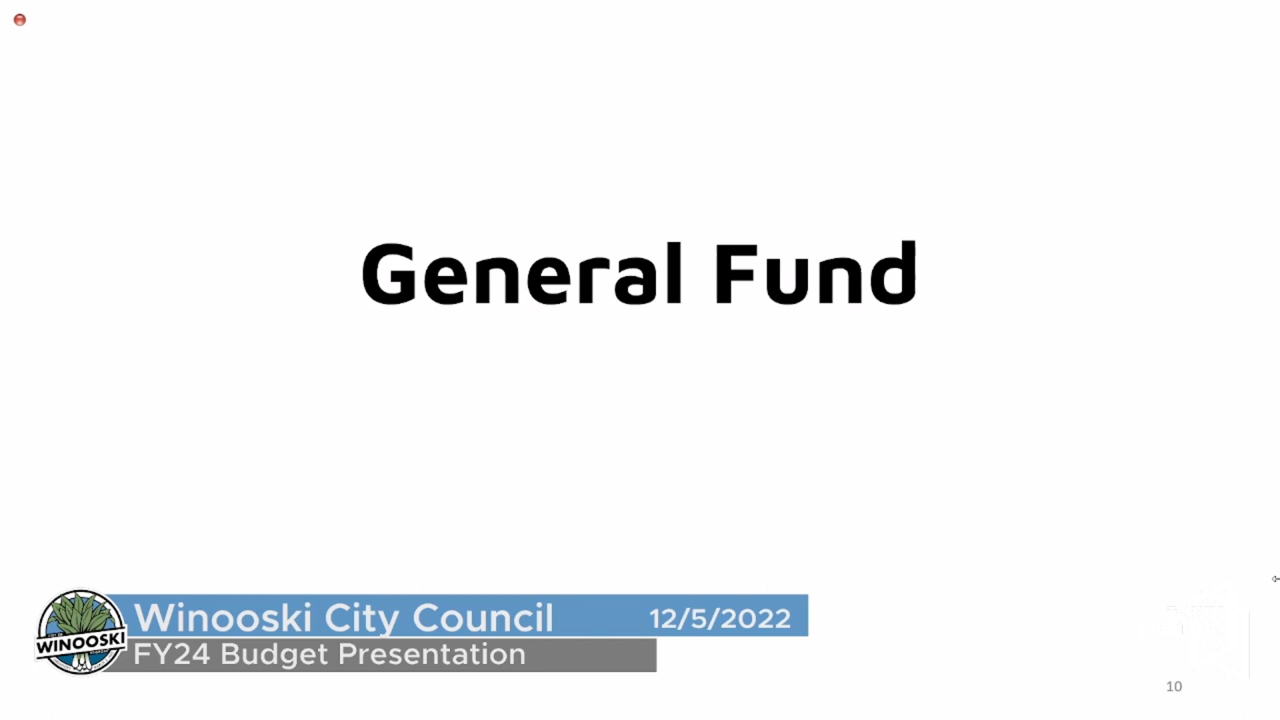 General Fund
Winooski City Council 12/5/2022
FY24 Budget Presentation
WINOOSKI
10